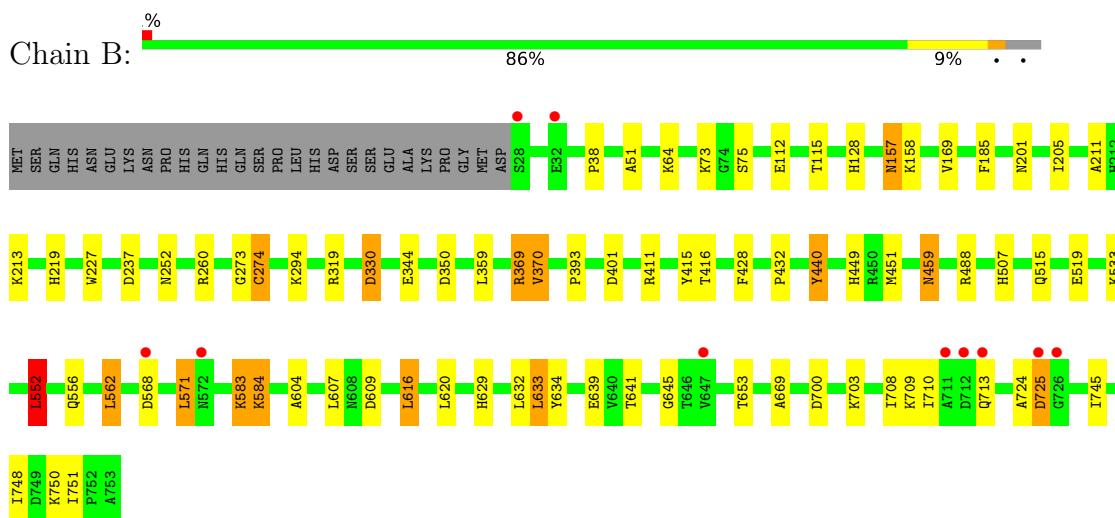 .%
Chain B:
86% 9% • •
MET SER GLN HIS ASN GLU LYS ASN PRO HIS GLN HIS GLN SER PRO LEU HIS ASP SER SER GLU ALA LYS PRO GLY MET ASP S28 E32 P38 A51 K64 K73 G74 S75 E112 T115 H128 N157 K158 V169 F185 N201 I205 A211 H212
K213 H219 W227 D237 N252 R260 G273 C274 K294 R319 D330 E344 D350 L359 R369 V370 P393 D401 R411 Y415 T416 F428 P432 Y440 H449 R450 M451 N459 R488 H507 Q515 E519 K533
L552 Q556 L562 D568 L571 N572 K583 K584 A604 L607 N608 D609 L616 L620 H629 L632 L633 Y634 E639 V640 T641 G645 T646 V647 T653 A669 D700 K703 I708 K709 I710 A711 D712 Q713 A724 D725 G726 I745
I748 D749 K750 I751 P752 A753